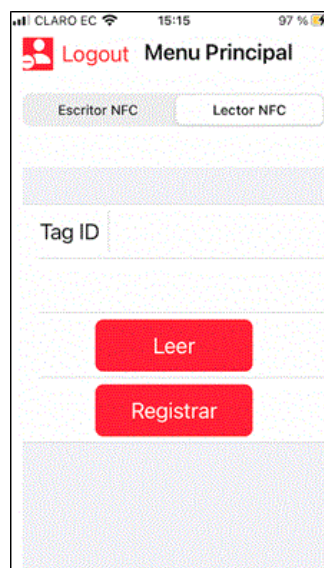 CLARO EC 15:15 97 %
Logout Menu Principal
Escritor NFC Lector NFC
Tag ID
Leer
Registrar